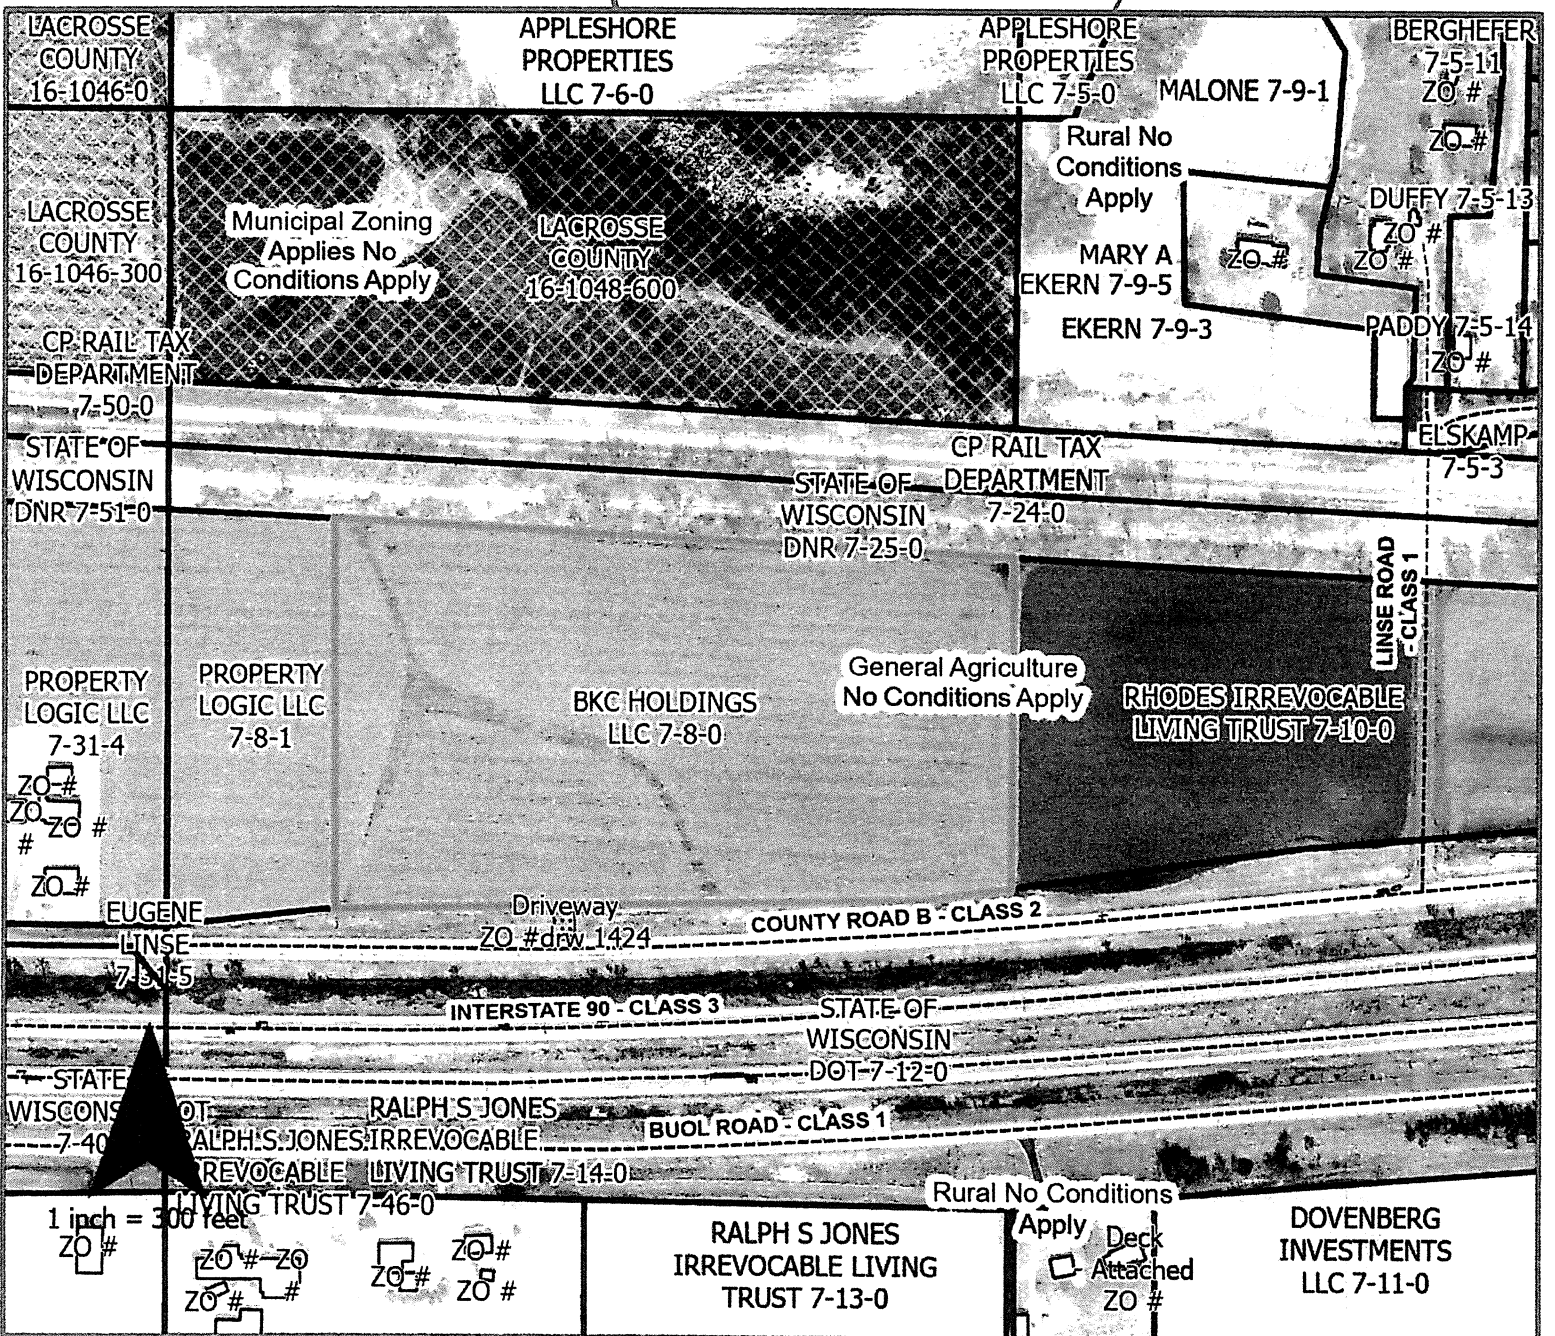 LACROSSE
COUNTY
16-1046-0
APPLESHORE
PROPERTIES
LLC 7-6-0
APPLESHORE
PROPERTIES
LLC 7-5-0
MALONE 7-9-1
BERGHEFER
7-5-11
ZO #
ZO #
Rural No
Conditions
Apply
DUFFY 7-5-13
ZO #
ZO #
LACROSSE
COUNTY
16-1046-300
Municipal Zoning
Applies No
Conditions Apply
LACROSSE
COUNTY
16-1048-600
MARY A
EKERN 7-9-5
ZO #
EKERN 7-9-3
PADDY 7-5-14
ZO #
CP RAIL TAX
DEPARTMENT
7-50-0
STATE OF
WISCONSIN
DNR 7-51-0
CP RAIL TAX
DEPARTMENT
7-24-0
STATE OF
WISCONSIN
DNR 7-25-0
ELSKAMP
7-5-3
LINSE ROAD
- CLASS 1
PROPERTY
LOGIC LLC
7-31-4
PROPERTY
LOGIC LLC
7-8-1
BKC HOLDINGS
LLC 7-8-0
General Agriculture
No Conditions Apply
RHODES IRREVOCABLE
LIVING TRUST 7-10-0
ZO #
ZO
#
ZO #
ZO #
EUGENE
LINSE
7-31-5
Driveway
ZO #drw 1424
COUNTY ROAD B - CLASS 2
INTERSTATE 90 - CLASS 3
STATE OF
WISCONSIN
DOT 7-12-0
STATE
7-40
RALPH S JONES
IRREVOCABLE
LIVING TRUST 7-14-0
BUOL ROAD - CLASS 1
RALPH S JONES
IRREVOCABLE
LIVING TRUST 7-46-0
1 inch = 300 feet
ZO #
ZO #
ZO
#
ZO #
ZO #
ZO #
ZO #
RALPH S JONES
IRREVOCABLE LIVING
TRUST 7-13-0
Rural No Conditions
Apply
Deck
Attached
ZO #
DOVENBERG
INVESTMENTS
LLC 7-11-0